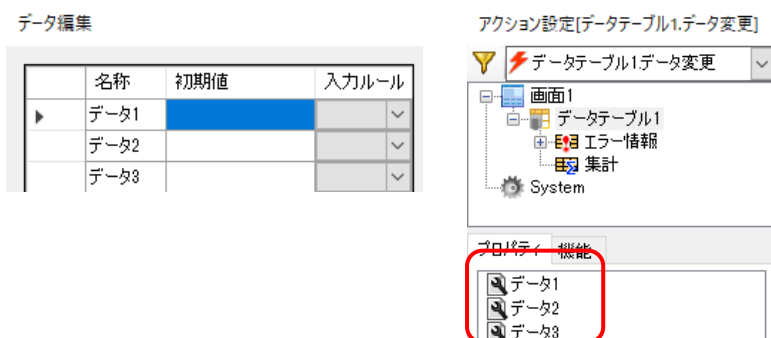 データ編集
名称 初期値 入力ルール
データ1
データ2
データ3
アクション設定[データテーブル1.データ変更]
データテーブル1.データ変更
画面1
データテーブル1
エラー情報
集計
System
プロパティ 機能
データ1
データ2
データ3